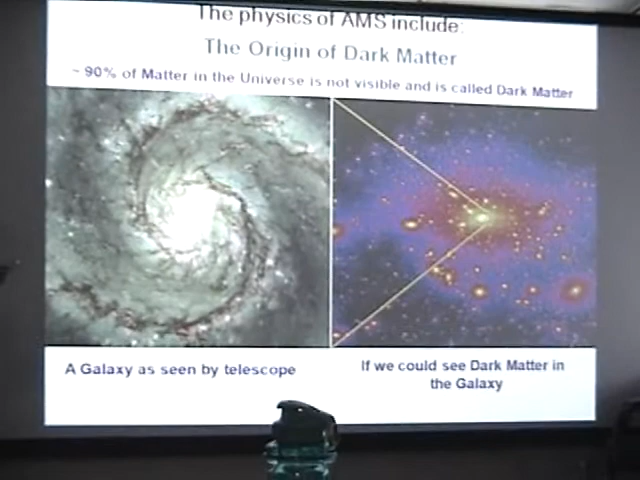 The physics of AMS include:
The Origin of Dark Matter
~ 90% of Matter in the Universe is not visible and is called Dark Matter
A Galaxy as seen by telescope
If we could see Dark Matter in
the Galaxy